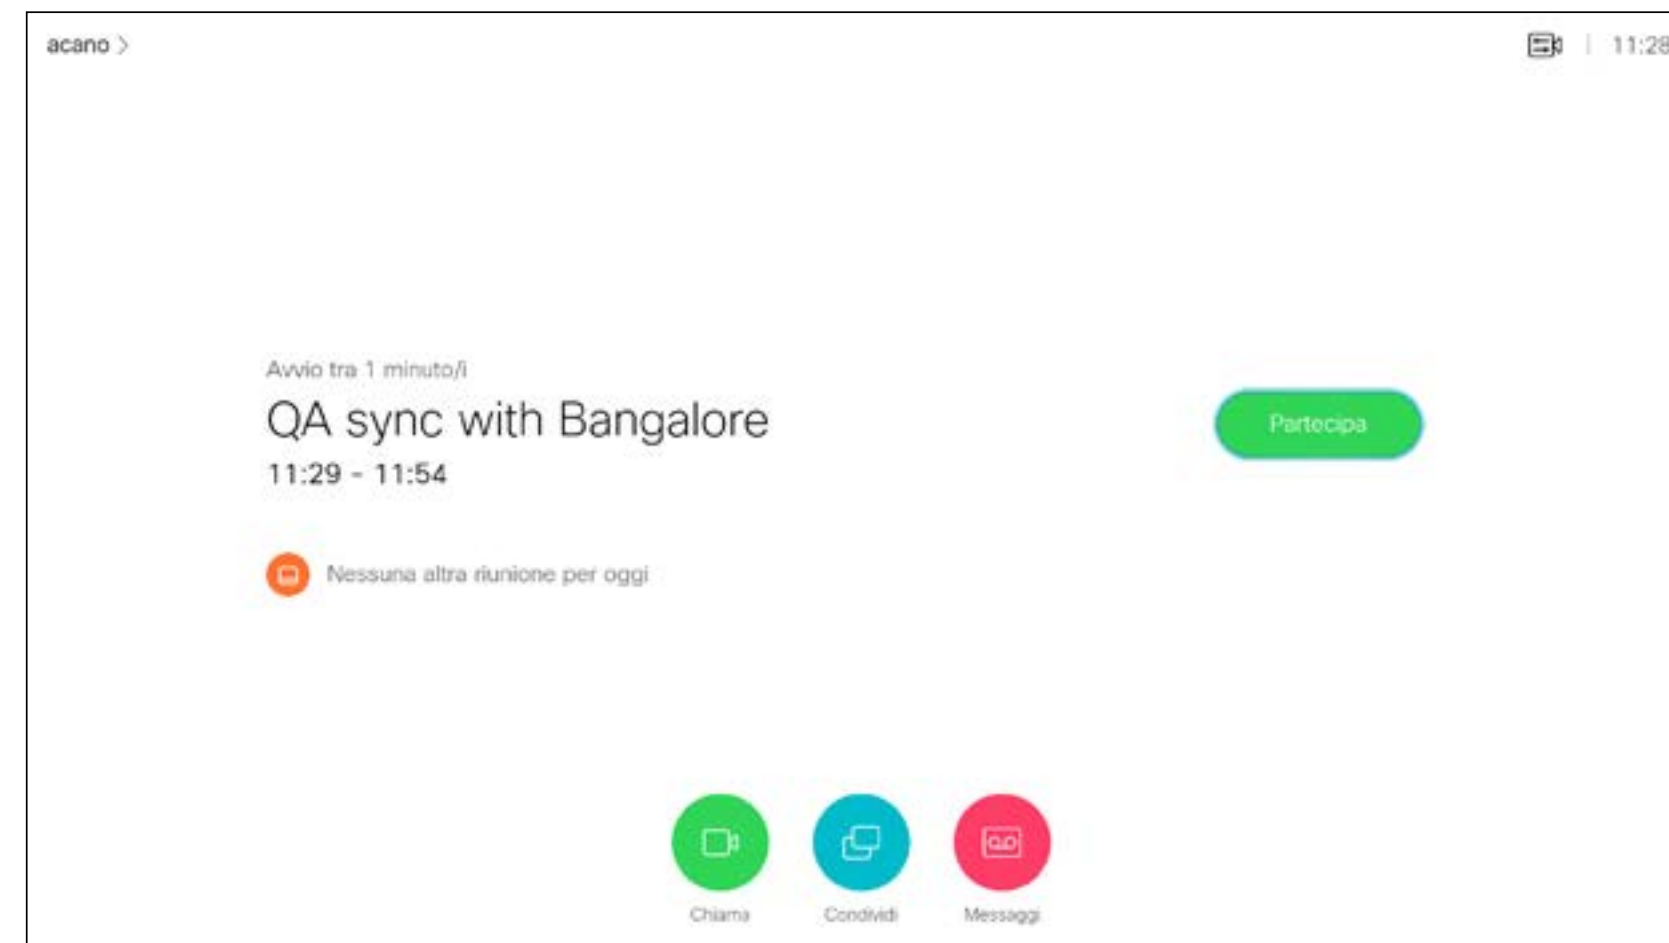 acano >
11:28
Avvio tra 1 minuto/i
QA sync with Bangalore
Partecipa
11:29 - 11:54
Nessuna altra riunione per oggi
Chiama
Condividi
Messaggi